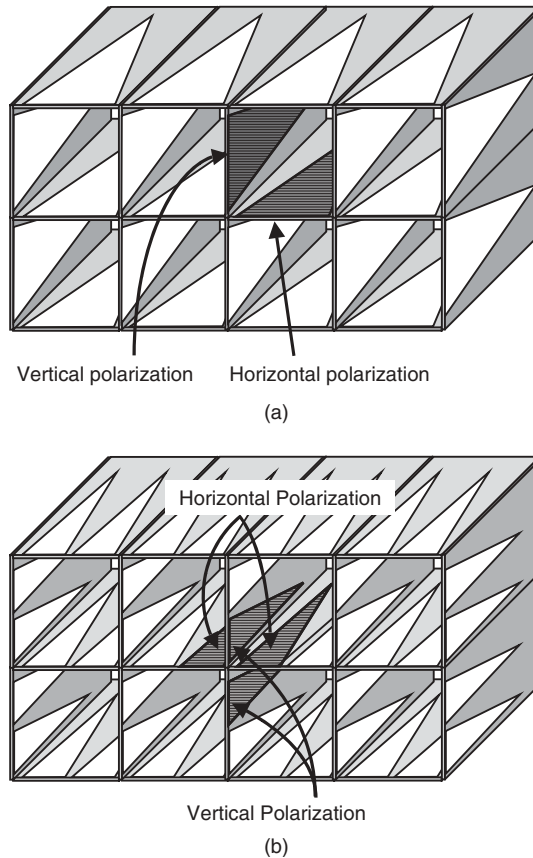 Vertical polarization
Horizontal polarization
(a)
Horizontal Polarization
Vertical Polarization
(b)